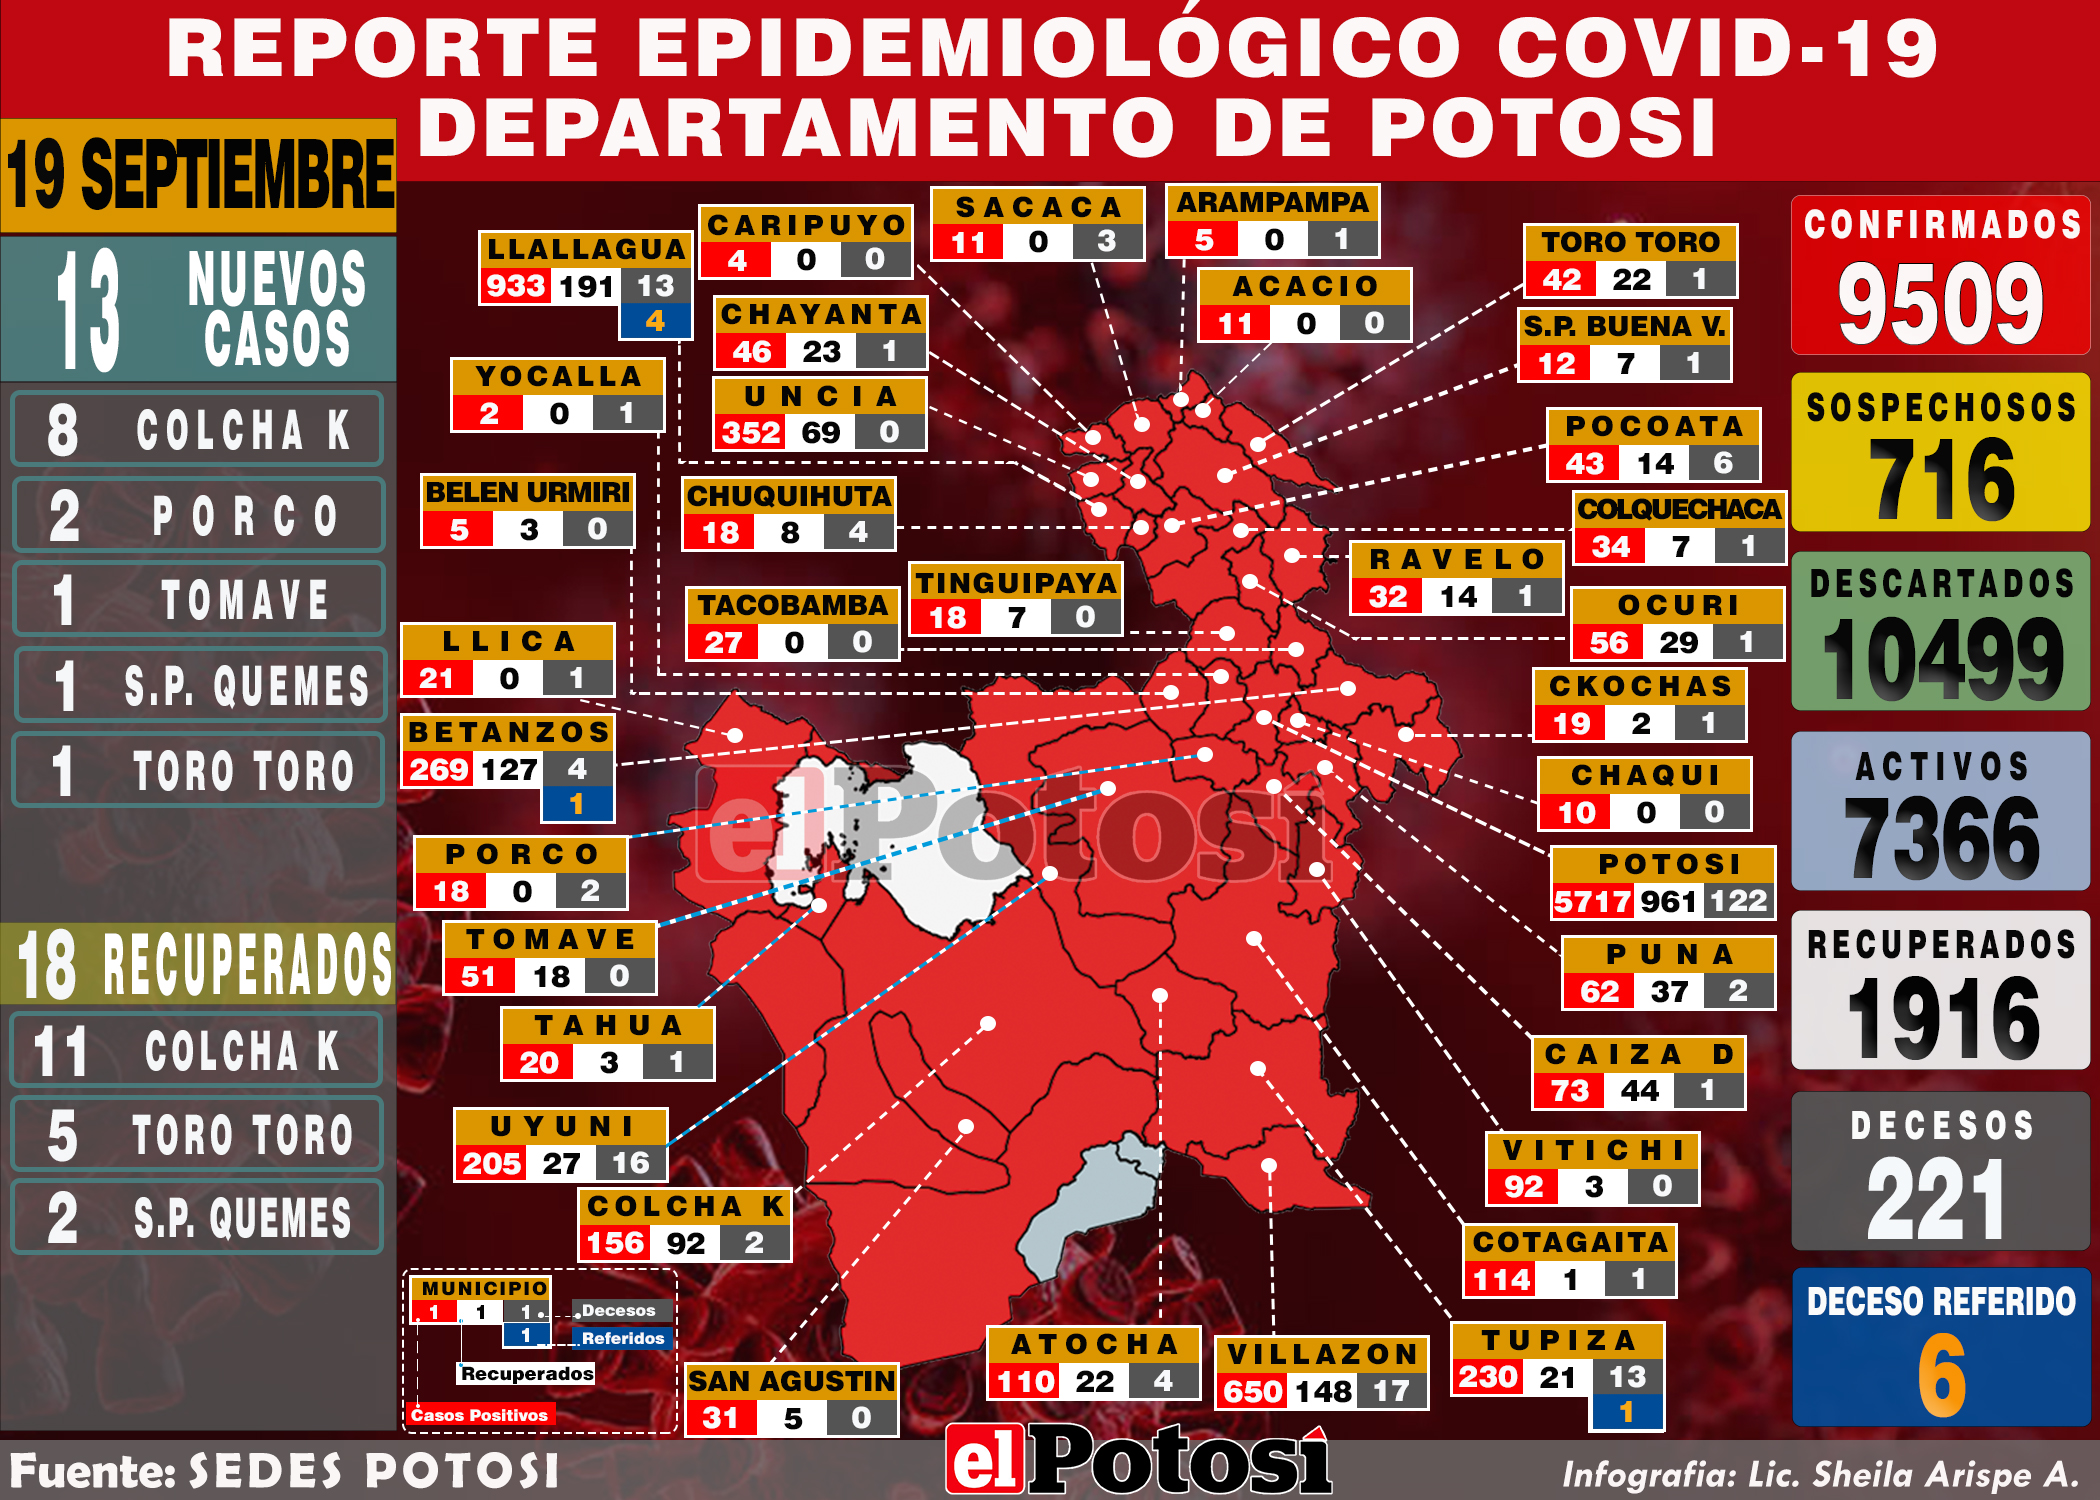 REPORTE EPIDEMIOLÓGICO COVID-19
DEPARTAMENTO DE POTOSI
19 SEPTIEMBRE
13 NUEVOS
CASOS
8 COLCHA K
2 PORCO
1 TOMAVE
1 S.P. QUEMES
1 TORO TORO
18 RECUPERADOS
11 COLCHA K
5 TORO TORO
2 S.P. QUEMES
LLALLAGUA
933 191 13
4
CARIPUYO
4 0 0
SACACA
11 0 3
ARAMPAMPA
5 0 1
ACACIO
11 0 0
TORO TORO
42 22 1
CHAYANTA
46 23 1
S.P. BUENA V.
12 7 1
YOCALLA
2 0 1
UNCIA
352 69 0
POCOATA
43 14 6
BELEN URMIRI
5 3 0
CHUQUIHUTA
18 8 4
COLQUECHACA
34 7 1
RAVELO
32 14 1
TINGUIPAYA
18 7 0
TACOBAMBA
27 0 0
OCURI
56 29 1
LLICA
21 0 1
CKOCHAS
19 2 1
BETANZOS
269 127 4
1
CHAQUI
10 0 0
PORCO
18 0 2
POTOSI
5717 961 122
TOMAVE
51 18 0
PUNA
62 37 2
TAHUA
20 3 1
CAIZA D
73 44 1
UYUNI
205 27 16
VITICHI
92 3 0
COLCHA K
156 92 2
COTAGAITA
114 1 1
SAN AGUSTIN
31 5 0
ATOCHA
110 22 4
VILLAZON
650 148 17
TUPIZA
230 21 13
1
el Potosí
MUNICIPIO
1 1 1 Decesos
1 Referidos
Recuperados
Casos Positivos
CONFIRMADOS
9509
SOSPECHOSOS
716
DESCARTADOS
10499
ACTIVOS
7366
RECUPERADOS
1916
DECESOS
221
DECESO REFERIDO
6
Fuente: SEDES POTOSI
el Potosí
Infografia: Lic. Sheila Arispe A.